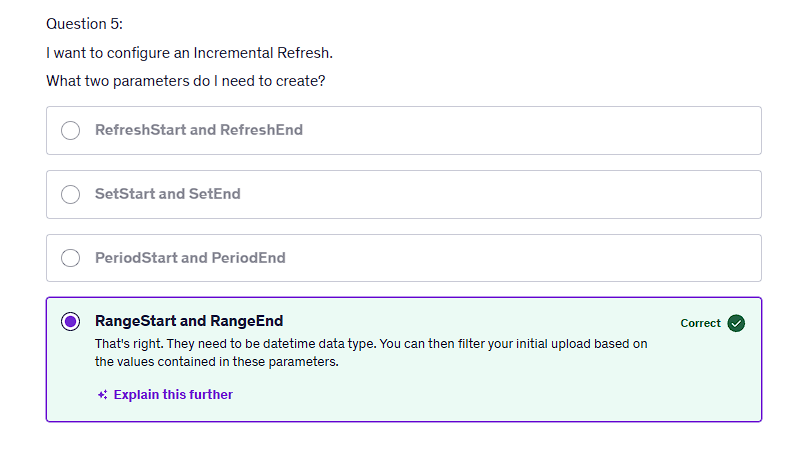 Question 5:
I want to configure an Incremental Refresh.
What two parameters do I need to create?
RefreshStart and RefreshEnd
SetStart and SetEnd
PeriodStart and PeriodEnd
RangeStart and RangeEnd
Correct
That's right. They need to be datetime data type. You can then filter your initial upload based on
the values contained in these parameters.
Explain this further